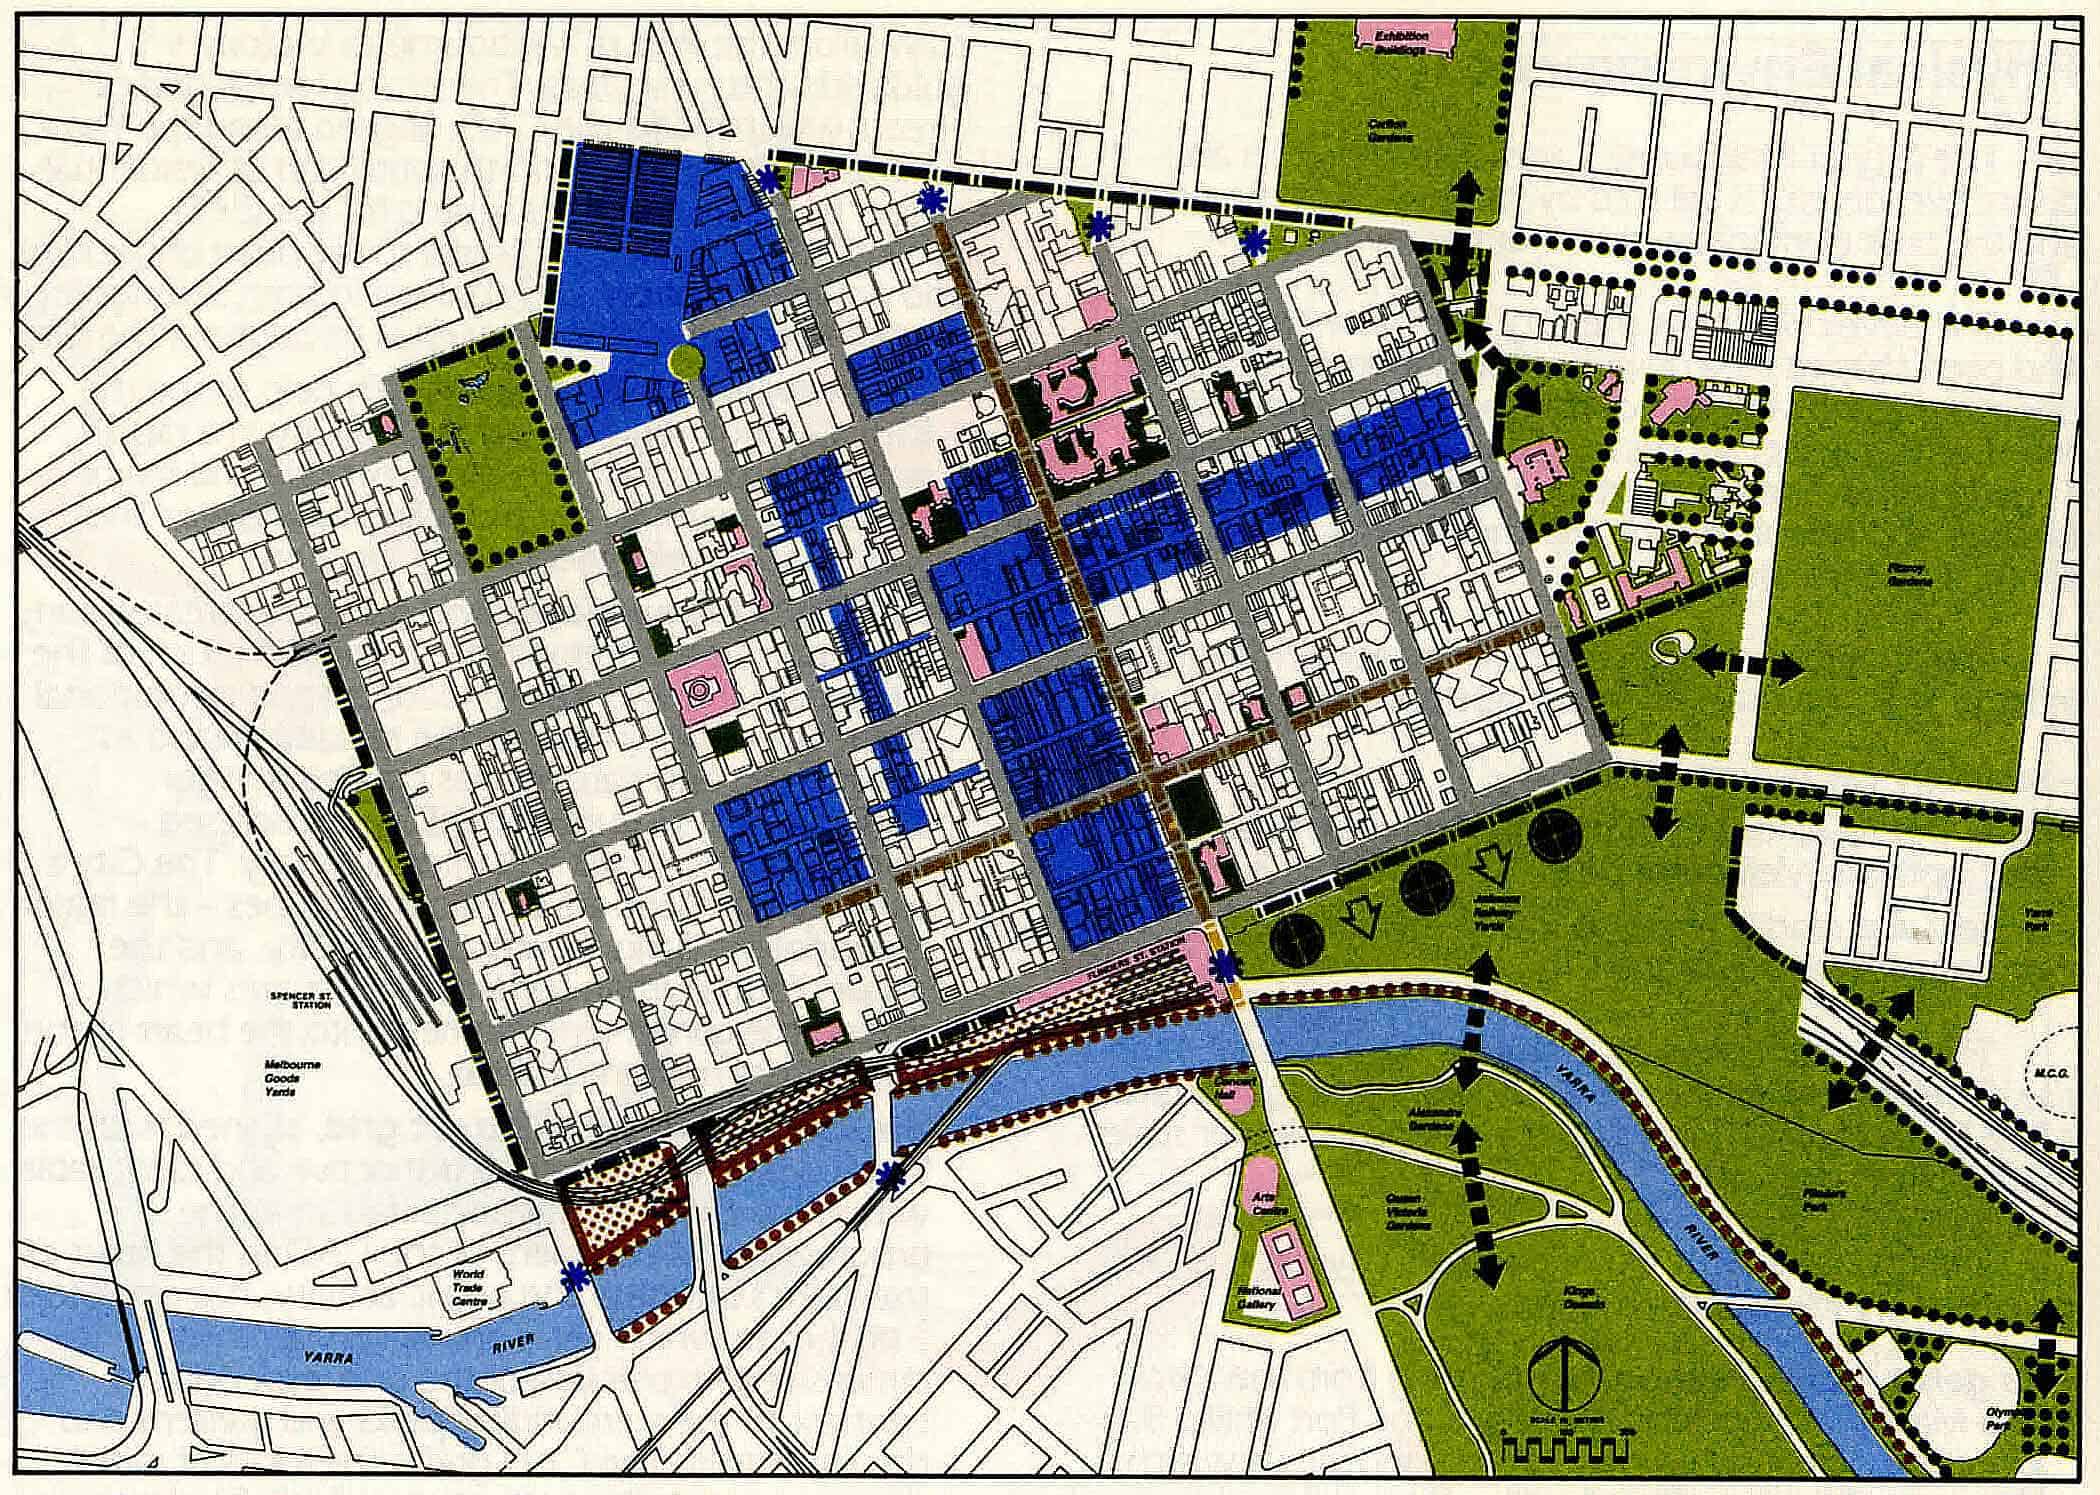 Exhibition
Buildings
Carlton
Gardens
Fitzroy
Gardens
FLINDERS ST. STATION
SPENCER ST.
STATION
Melbourne
Goods
Yards
Railway
Yards
Yarra
Park
M.C.G.
YARRA
RIVER
Concert
Hall
Alexandra
Gardens
Arts
Centre
Queen
Victoria
Gardens
Flinders
Park
National
Gallery
Kings
Domain
World
Trade
Centre
YARRA
RIVER
SCALE IN METRES
Olympic
Park